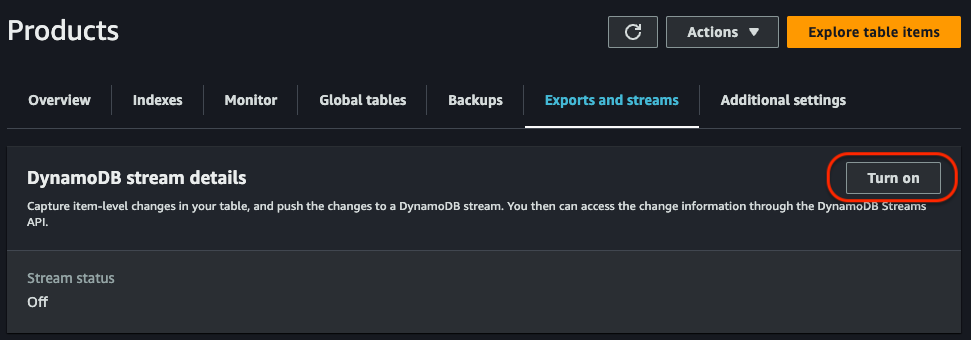 Products
Actions
Explore table items
Overview
Indexes
Monitor
Global tables
Backups
Exports and streams
Additional settings
DynamoDB stream details
Turn on
Capture item-level changes in your table, and push the changes to a DynamoDB stream. You then can access the change information through the DynamoDB Streams
API.
Stream status
Off